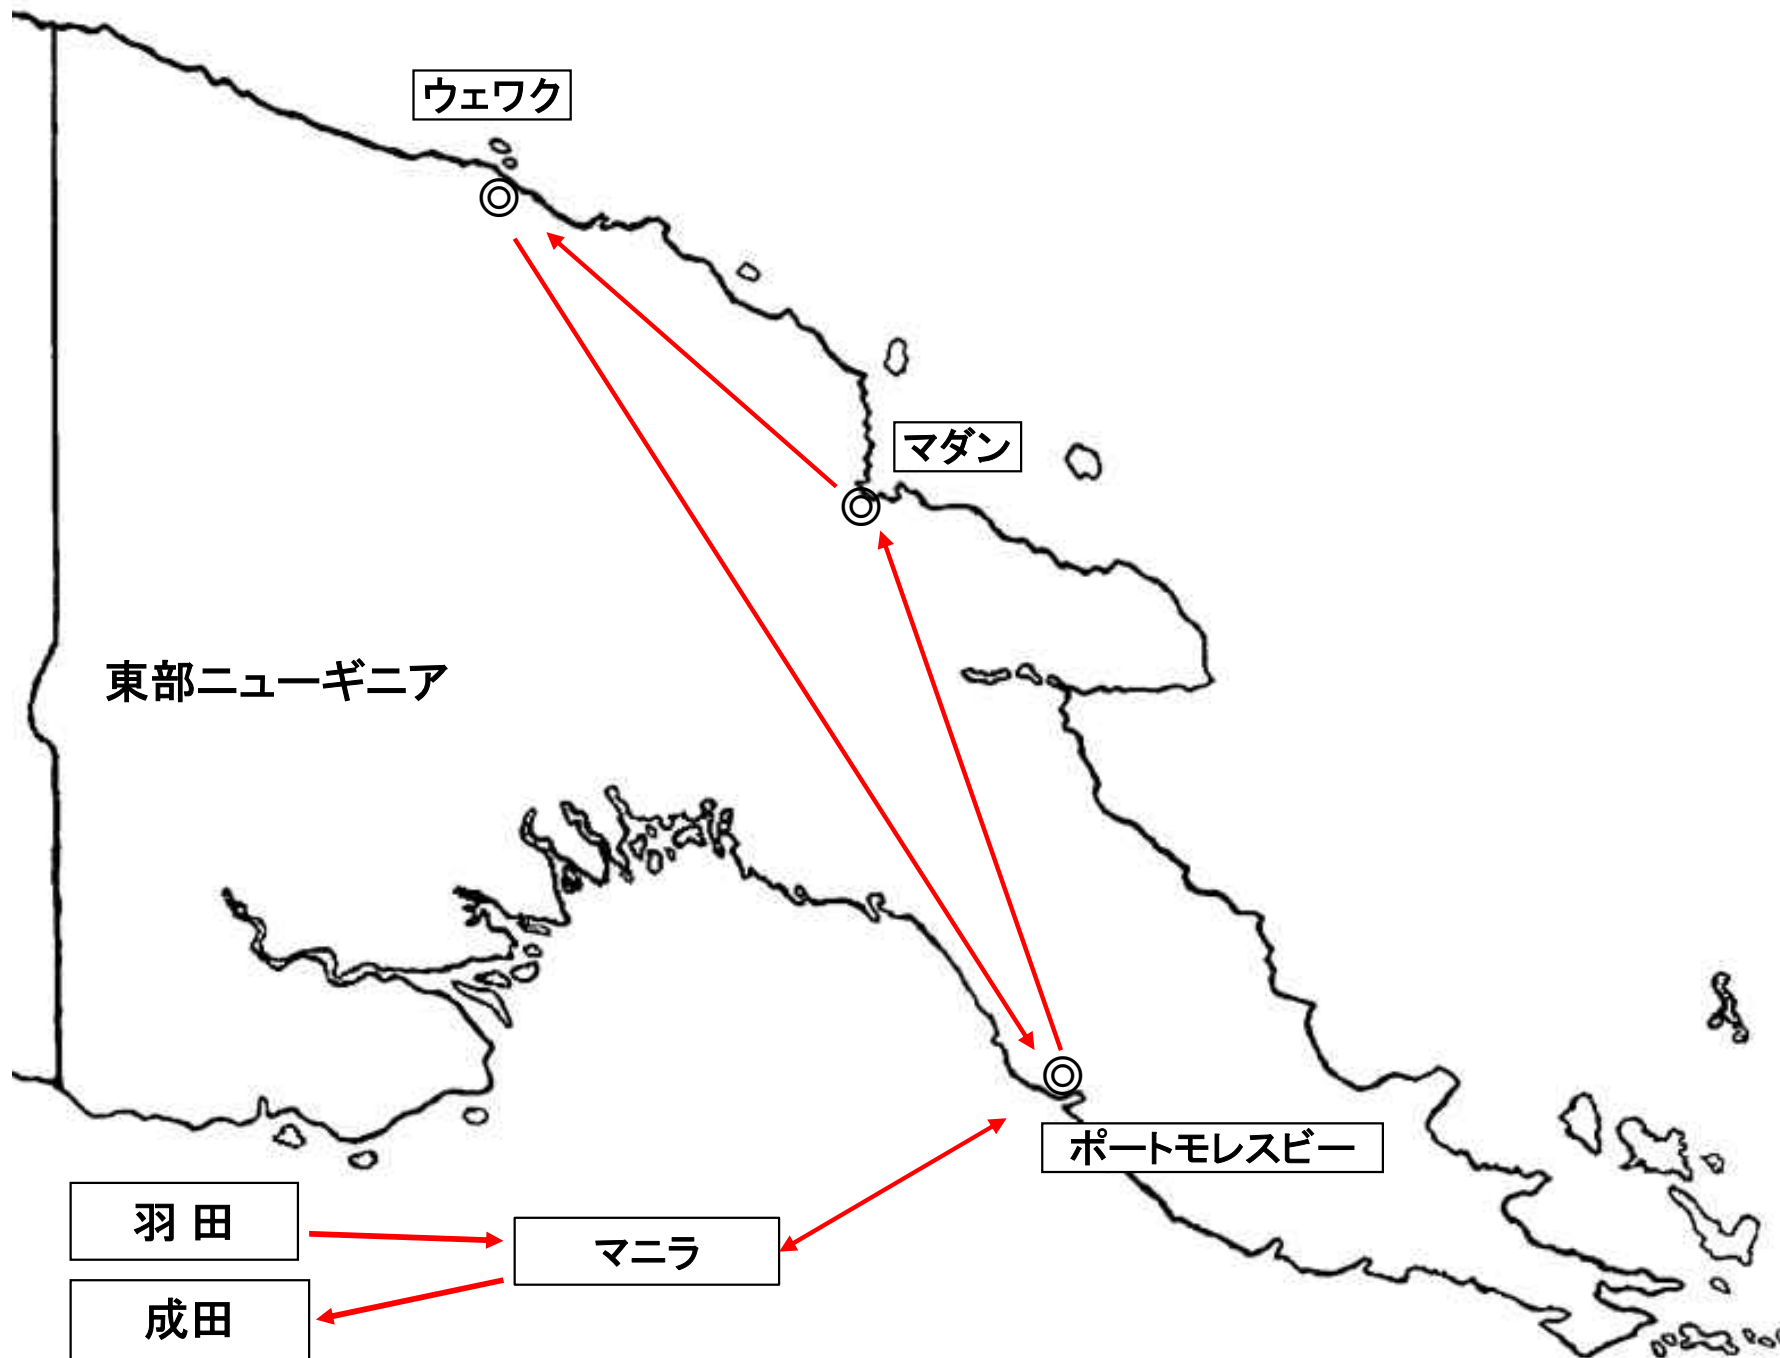 ウェワク
マダン
東部ニューギニア
ポートモレスビー
羽 田
マニラ
成田